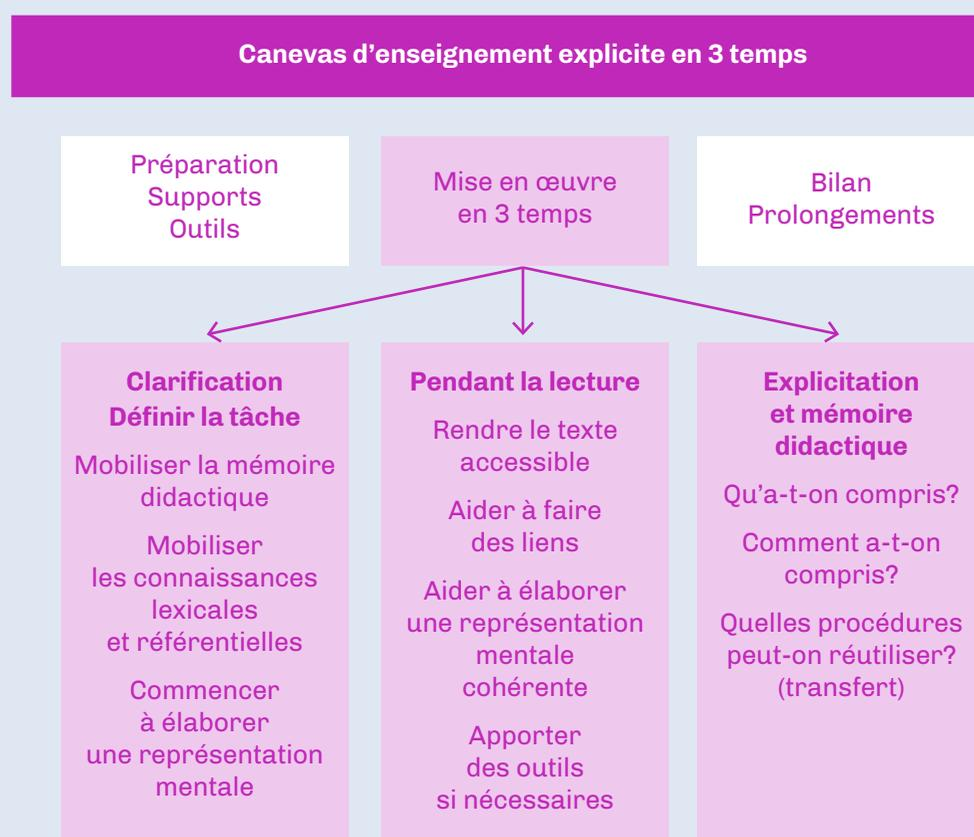 Canevas d’enseignement explicite en 3 temps
Préparation
Supports
Outils
Mise en œuvre
en 3 temps
Bilan
Prolongements
Clarification
Définir la tâche
Mobiliser la mémoire
didactique
Mobiliser
les connaissances
lexicales
et référentielles
Commencer
à élaborer
une représentation
mentale
Pendant la lecture
Rendre le texte
accessible
Aider à faire
des liens
Aider à élaborer
une représentation
mentale
cohérente
Apporter
des outils
si nécessaires
Explicitation
et mémoire
didactique
Qu’a-t-on compris?
Comment a-t-on
compris?
Quelles procédures
peut-on réutiliser?
(transfert)